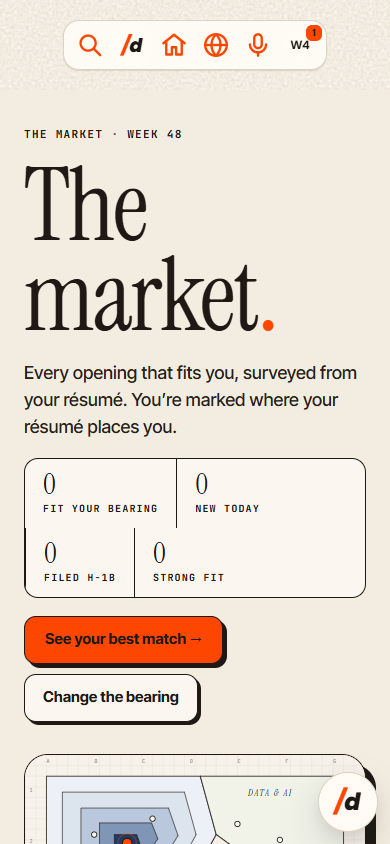 /d
W4
1
THE MARKET · WEEK 48
The
market.
Every opening that fits you, surveyed from
your résumé. You’re marked where your
résumé places you.
0
FIT YOUR BEARING
0
NEW TODAY
0
FILED H-1B
0
STRONG FIT
See your best match →
Change the bearing
A B C D E F G
1
DATA & AI
2
/d